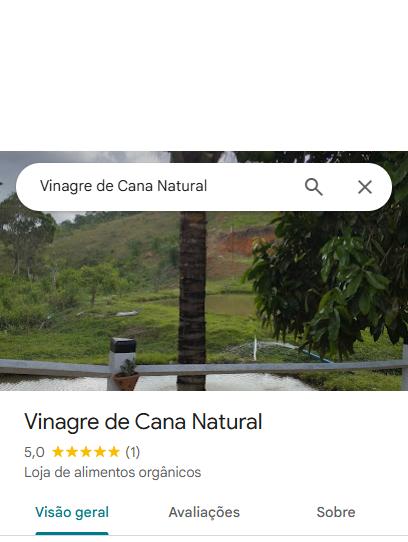 Vinagre de Cana Natural
Vinagre de Cana Natural
5,0 (1)
Loja de alimentos orgânicos
Visão geral Avaliações Sobre